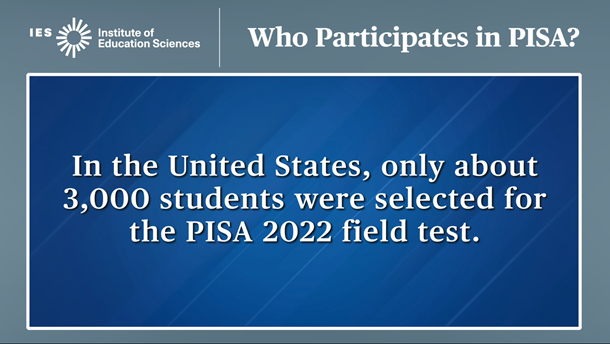 IES
Institute of
Education Sciences
Who Participates in PISA?
In the United States, only about
3,000 students were selected for
the PISA 2022 field test.